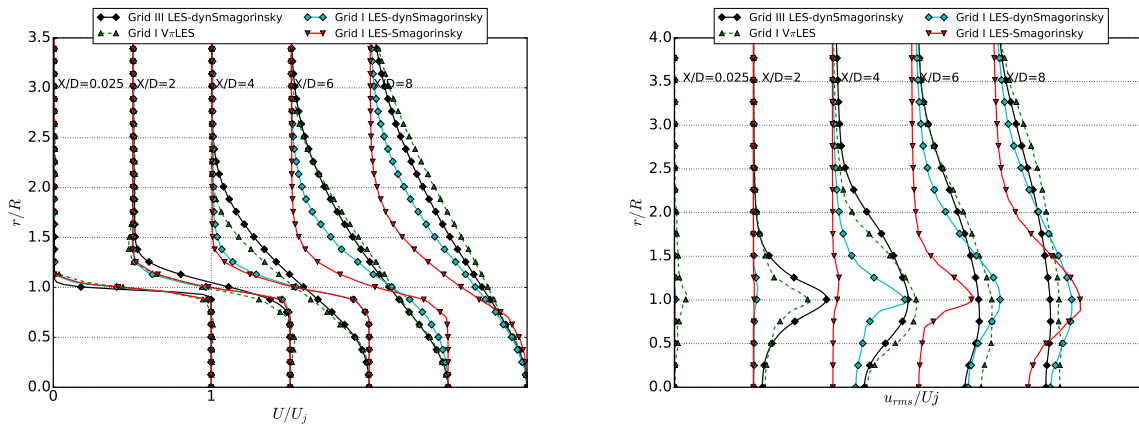 Grid III LES-dynSmagorinsky
Grid I VπLES
Grid I LES-dynSmagorinsky
Grid I LES-Smagorinsky
3.5
3.0
2.5
2.0
1.5
1.0
0.5
0.0
r/R
X/D=0.025
X/D=2
X/D=4
X/D=6
X/D=8
0
1
U/U_j
Grid III LES-dynSmagorinsky
Grid I VπLES
Grid I LES-dynSmagorinsky
Grid I LES-Smagorinsky
4.0
3.5
3.0
2.5
2.0
1.5
1.0
0.5
0.0
r/R
X/D=0.025
X/D=2
X/D=4
X/D=6
X/D=8
u_{rms}/Uj